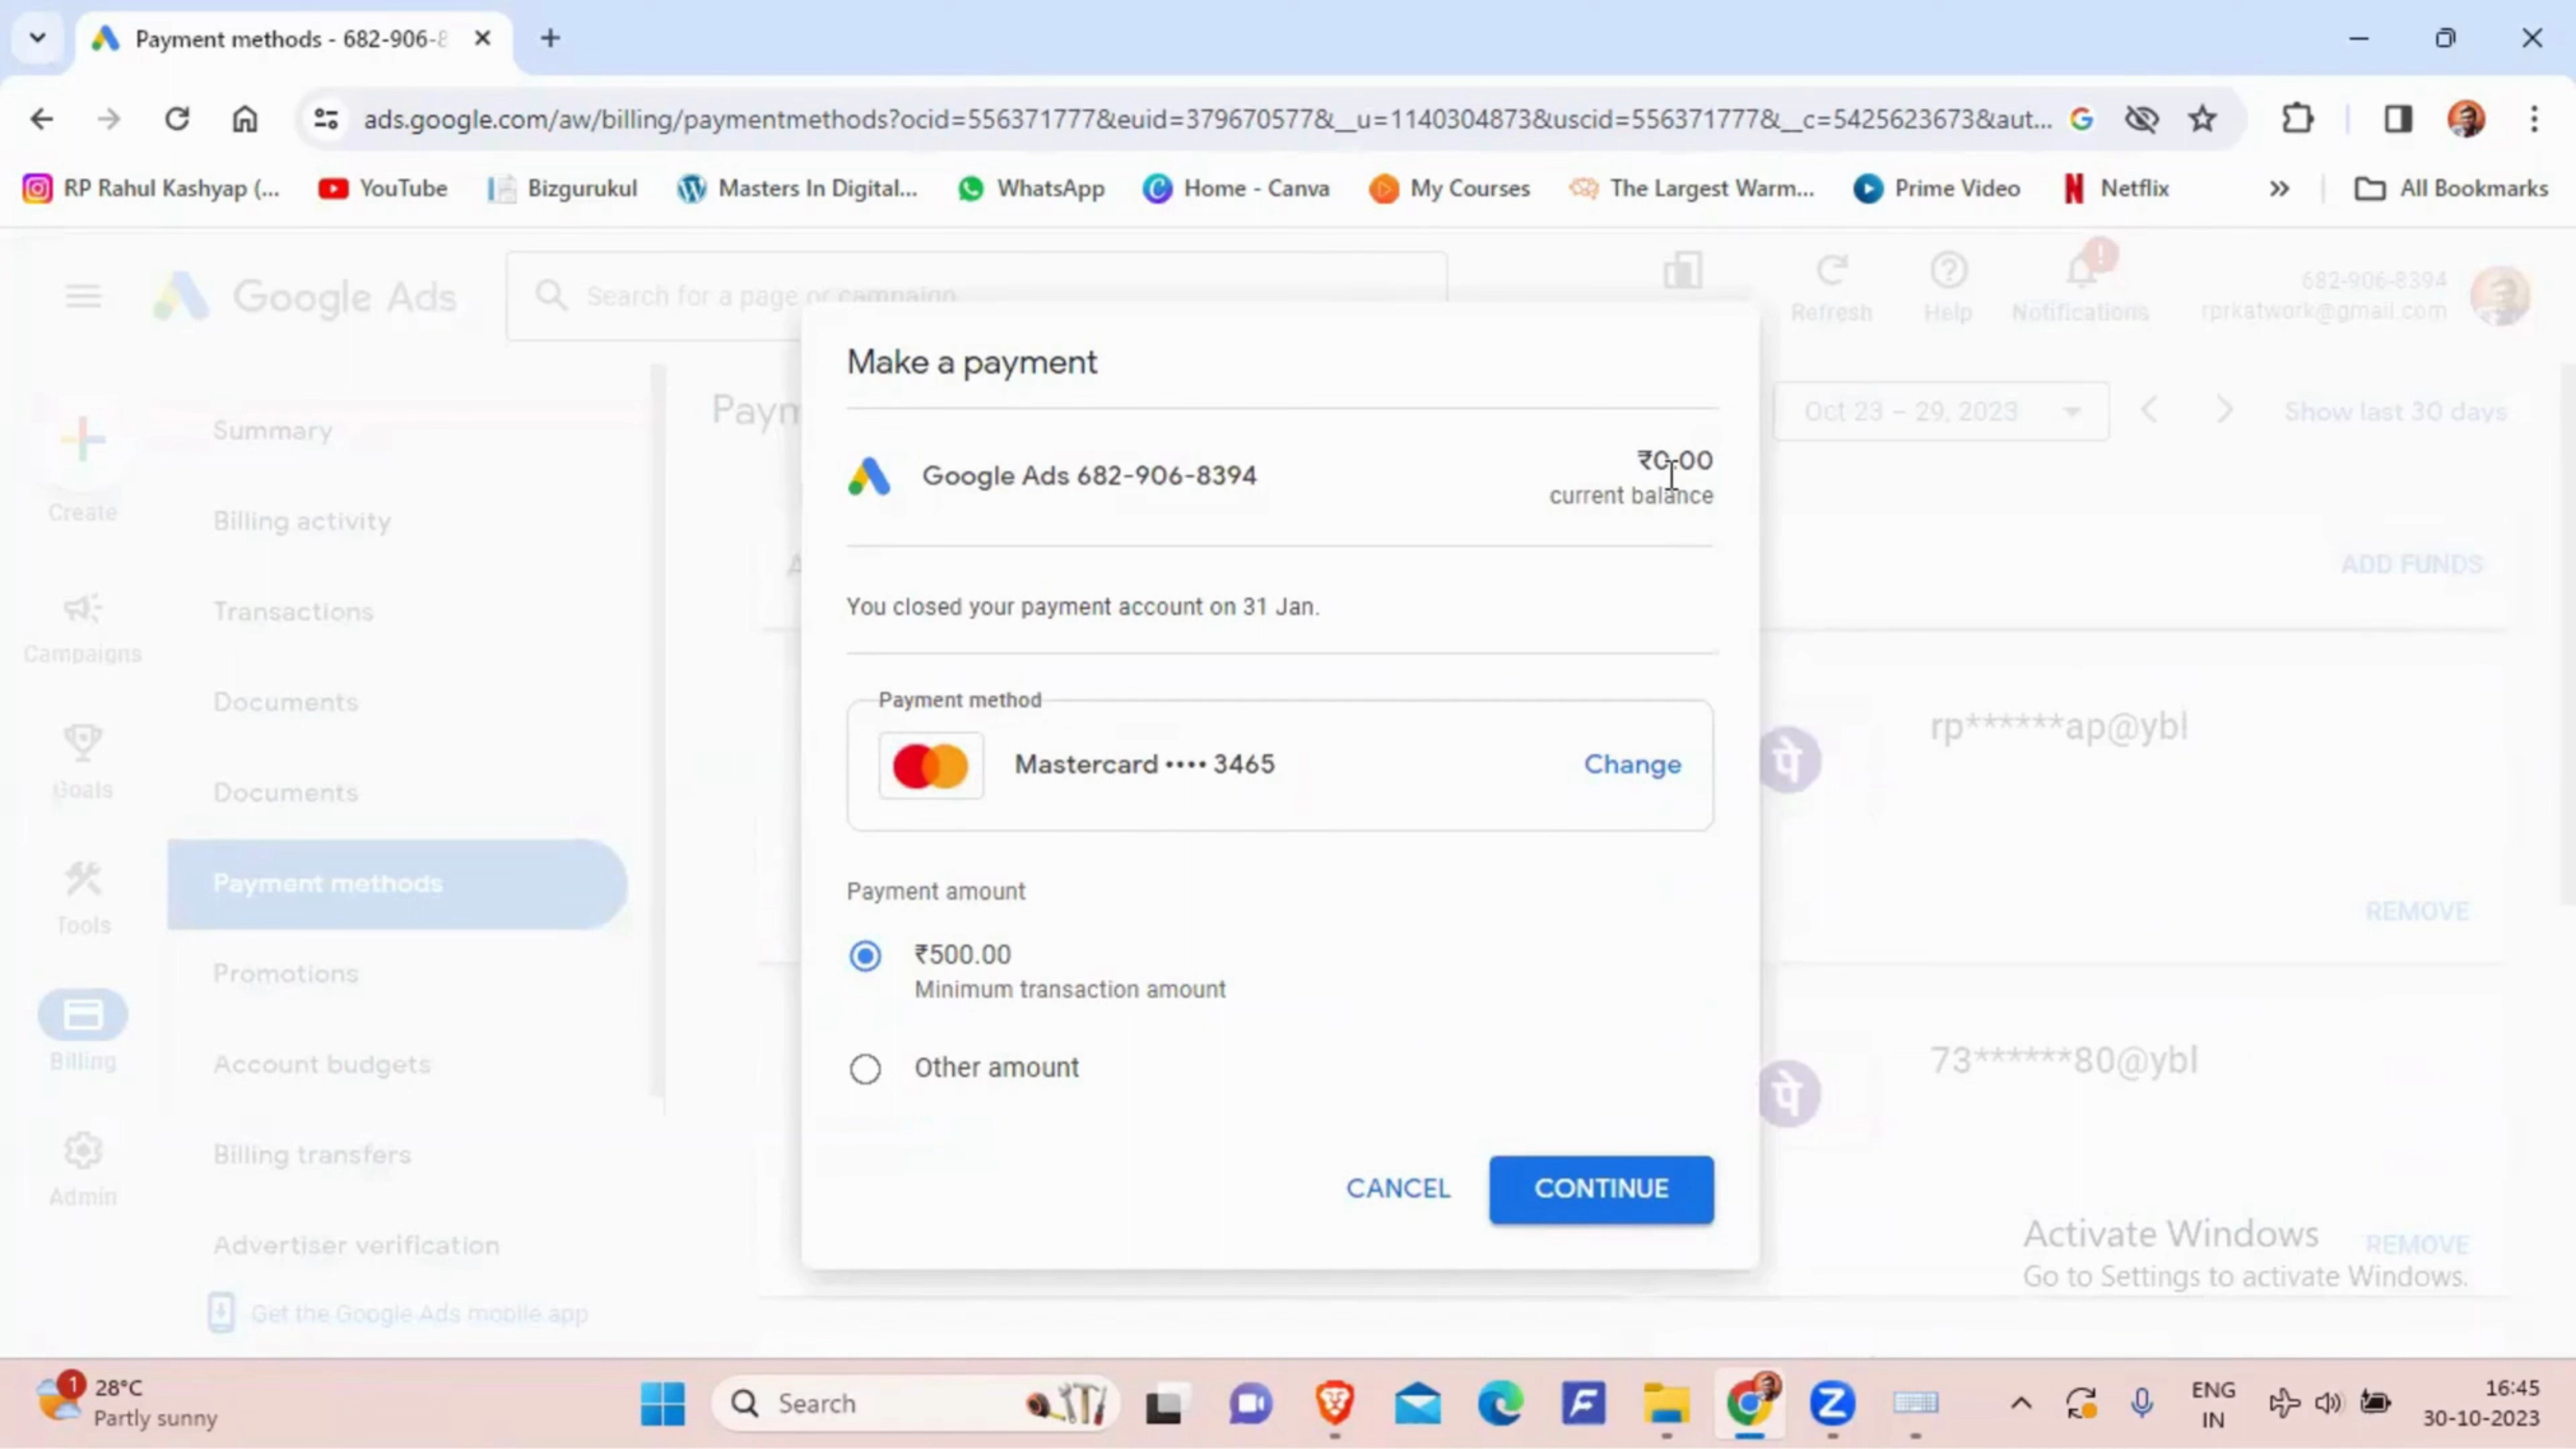 Payment methods - 682-906-8
ads.google.com/aw/billing/paymentmethods?ocid=556371777&euid=379670577&__u=1140304873&uscid=556371777&__c=5425623673&aut...
RP Rahul Kashyap (...
YouTube
Bizgurukul
Masters In Digital...
WhatsApp
Home - Canva
My Courses
The Largest Warm...
Prime Video
Netflix
All Bookmarks
Google Ads
Search for a page or campaign
Refresh
Help
Notifications
682-906-8394
rprkatwork@gmail.com
Create
Campaigns
Goals
Tools
Billing
Admin
Summary
Billing activity
Transactions
Documents
Documents
Payment methods
Promotions
Account budgets
Billing transfers
Advertiser verification
Get the Google Ads mobile app
Paym
Oct 23 – 29, 2023
Show last 30 days
ADD FUNDS
Make a payment
Google Ads 682-906-8394
₹0.00
current balance
You closed your payment account on 31 Jan.
Payment method
Mastercard •••• 3465
Change
Payment amount
₹500.00
Minimum transaction amount
Other amount
CANCEL
CONTINUE
पे
rp******ap@ybl
REMOVE
पे
73******80@ybl
REMOVE
Activate Windows
Go to Settings to activate Windows.
1
28°C
Partly sunny
Search
ENG
IN
16:45
30-10-2023